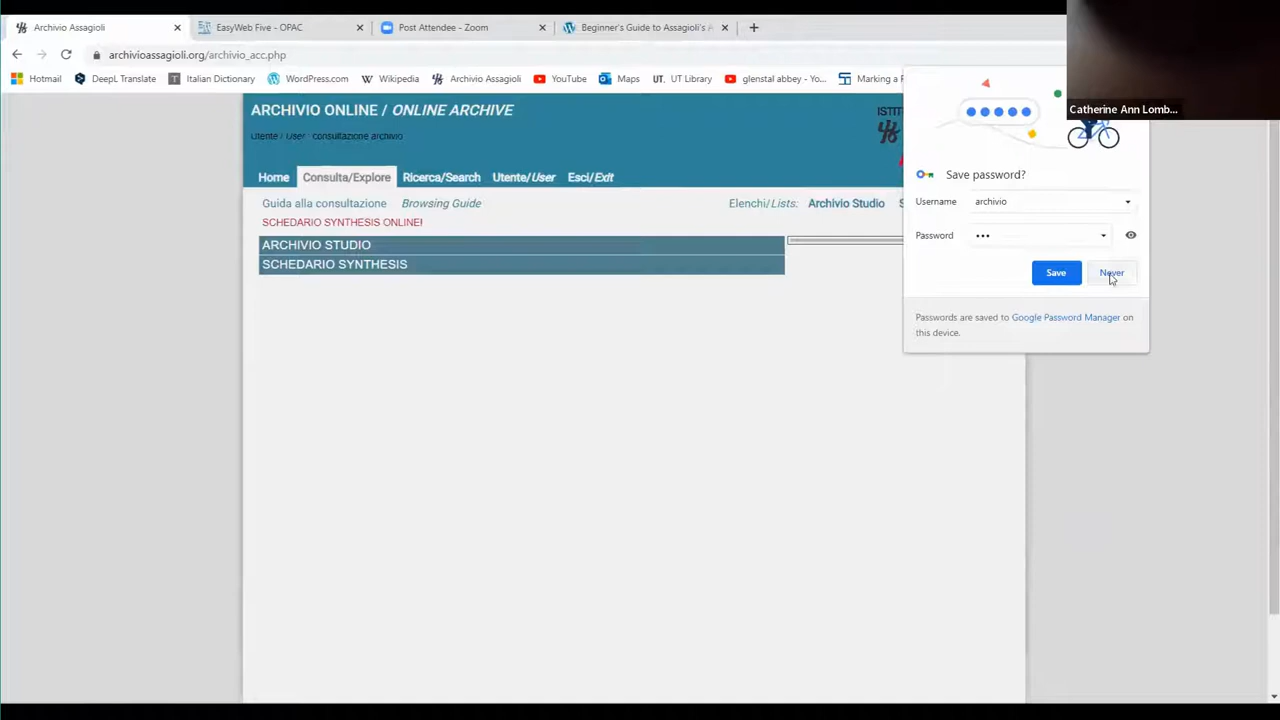 Archivio Assagioli
EasyWeb Five - OPAC
Post Attendee - Zoom
Beginner's Guide to Assagioli's A
archivioassagioli.org/archivio_acc.php
Hotmail DeepL Translate Italian Dictionary WordPress.com Wikipedia Archivio Assagioli YouTube Maps UT. UT Library glenstal abbey - Yo... Marking a F
Catherine Ann Lomb...
ARCHIVIO ONLINE / ONLINE ARCHIVE
ISTIT
Utente / User consultazione archivio
Home Consulta/Explore Ricerca/Search Utente/User Esci/Exit
Guida alla consultazione Browsing Guide Elenchi/Lists: Archivio Studio S
SCHEDARIO SYNTHESIS ONLINE!
ARCHIVIO STUDIO
SCHEDARIO SYNTHESIS
Save password?
Username archivio
Password •••
Save Never
Passwords are saved to Google Password Manager on
this device.